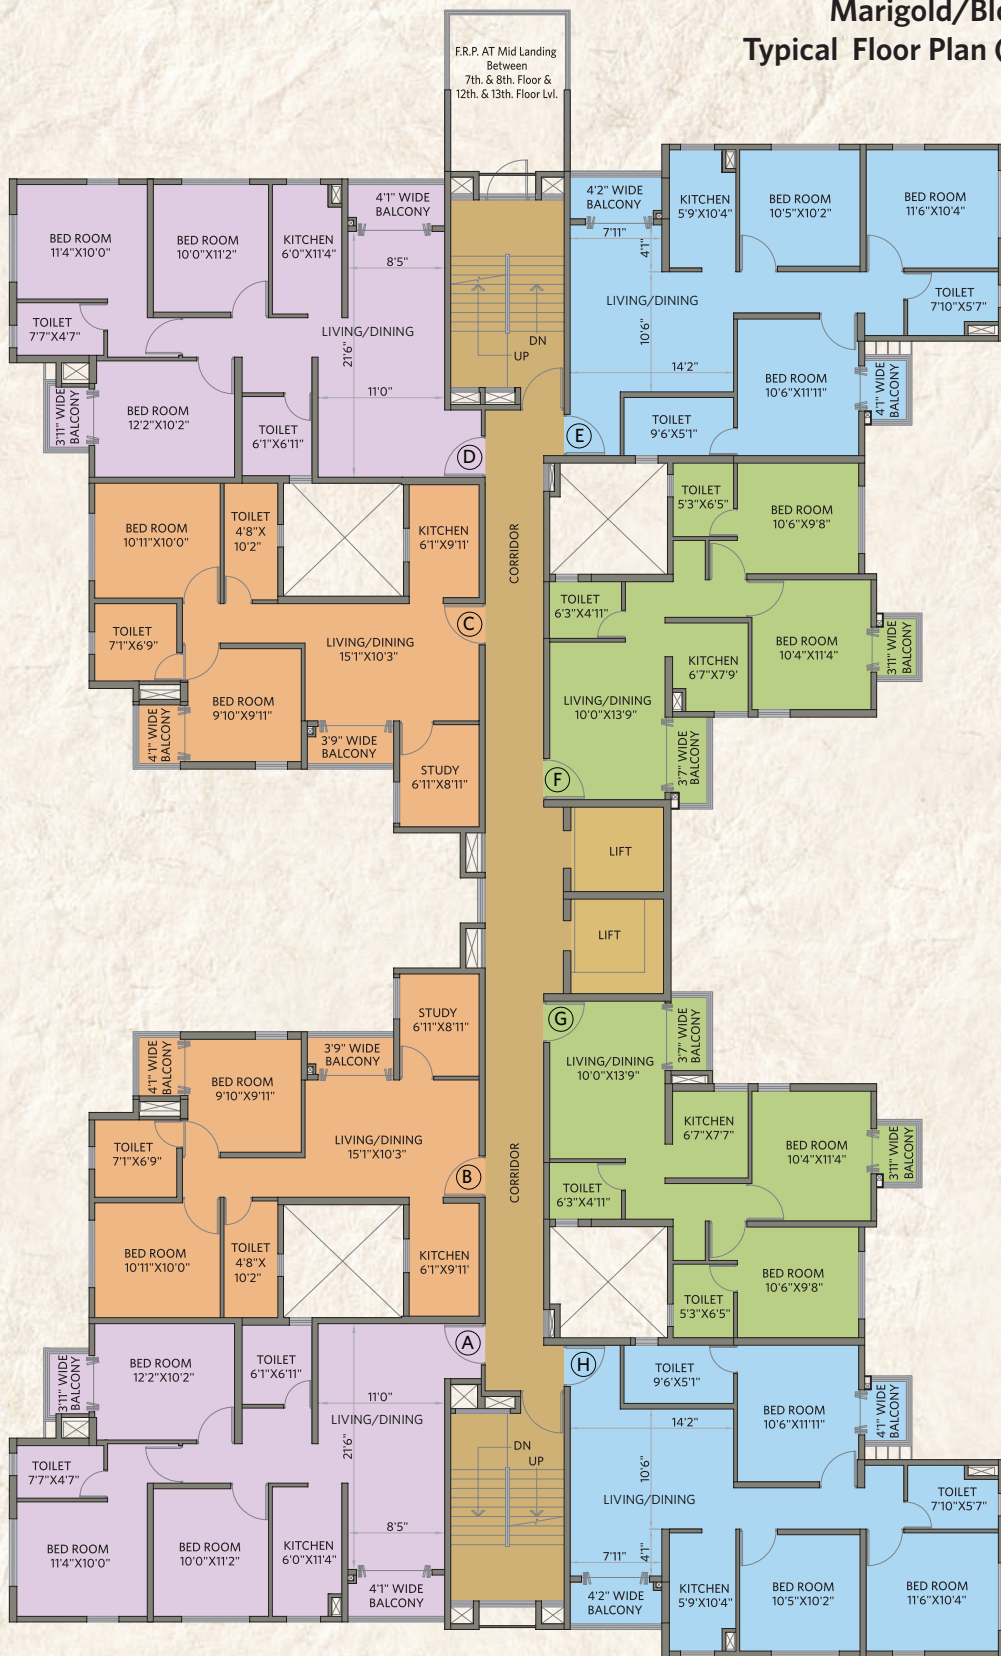 Marigold/Blo
Typical Floor Plan (
F.R.P. AT Mid Landing
Between
7th. & 8th. Floor &
12th. & 13th. Floor Lvl.
BED ROOM
11'4"X10'0"
BED ROOM
10'0"X11'2"
KITCHEN
6'0"X11'4"
4'1" WIDE
BALCONY
8'5"
LIVING/DINING
21'6"
11'0"
TOILET
7'7"X4'7"
BED ROOM
12'2"X10'2"
3'11" WIDE
BALCONY
TOILET
6'1"X6'11"
D
DN
UP
4'2" WIDE
BALCONY
7'11"
4'1"
KITCHEN
5'9'X10'4"
BED ROOM
10'5"X10'2"
BED ROOM
11'6"X10'4"
LIVING/DINING
10'6"
14'2"
TOILET
7'10"X5'7"
BED ROOM
10'6"X11'11"
4'1" WIDE
BALCONY
TOILET
9'6"X5'1"
E
BED ROOM
10'11"X10'0"
TOILET
4'8"X
10'2"
KITCHEN
6'1"X9'11'
CORRIDOR
TOILET
7'1"X6'9"
LIVING/DINING
15'1"X10'3"
C
BED ROOM
9'10"X9'11"
4'1" WIDE
BALCONY
3'9" WIDE
BALCONY
STUDY
6'11"X8'11"
TOILET
5'3"X6'5"
BED ROOM
10'6"X9'8"
TOILET
6'3"X4'11"
KITCHEN
6'7"X7'9'
BED ROOM
10'4"X11'4"
3'11" WIDE
BALCONY
LIVING/DINING
10'0"X13'9"
3'7" WIDE
BALCONY
F
LIFT
LIFT
STUDY
6'11"X8'11"
3'9" WIDE
BALCONY
4'1" WIDE
BALCONY
BED ROOM
9'10"X9'11"
TOILET
7'1"X6'9"
LIVING/DINING
15'1"X10'3"
B
CORRIDOR
BED ROOM
10'11"X10'0"
TOILET
4'8"X
10'2"
KITCHEN
6'1"X9'11'
G
LIVING/DINING
10'0"X13'9"
3'7" WIDE
BALCONY
KITCHEN
6'7"X7'7"
BED ROOM
10'4"X11'4"
3'11" WIDE
BALCONY
TOILET
6'3"X4'11"
BED ROOM
10'6"X9'8"
TOILET
5'3"X6'5"
A
3'11" WIDE
BALCONY
BED ROOM
12'2"X10'2"
TOILET
6'1"X6'11"
11'0"
LIVING/DINING
21'6"
TOILET
7'7"X4'7"
BED ROOM
11'4"X10'0"
BED ROOM
10'0"X11'2"
KITCHEN
6'0"X11'4"
8'5"
4'1" WIDE
BALCONY
DN
UP
H
TOILET
9'6"X5'1"
BED ROOM
10'6"X11'11"
4'1" WIDE
BALCONY
14'2"
10'6"
LIVING/DINING
TOILET
7'10"X5'7"
7'11"
4'1"
4'2" WIDE
BALCONY
KITCHEN
5'9'X10'4"
BED ROOM
10'5"X10'2"
BED ROOM
11'6"X10'4"